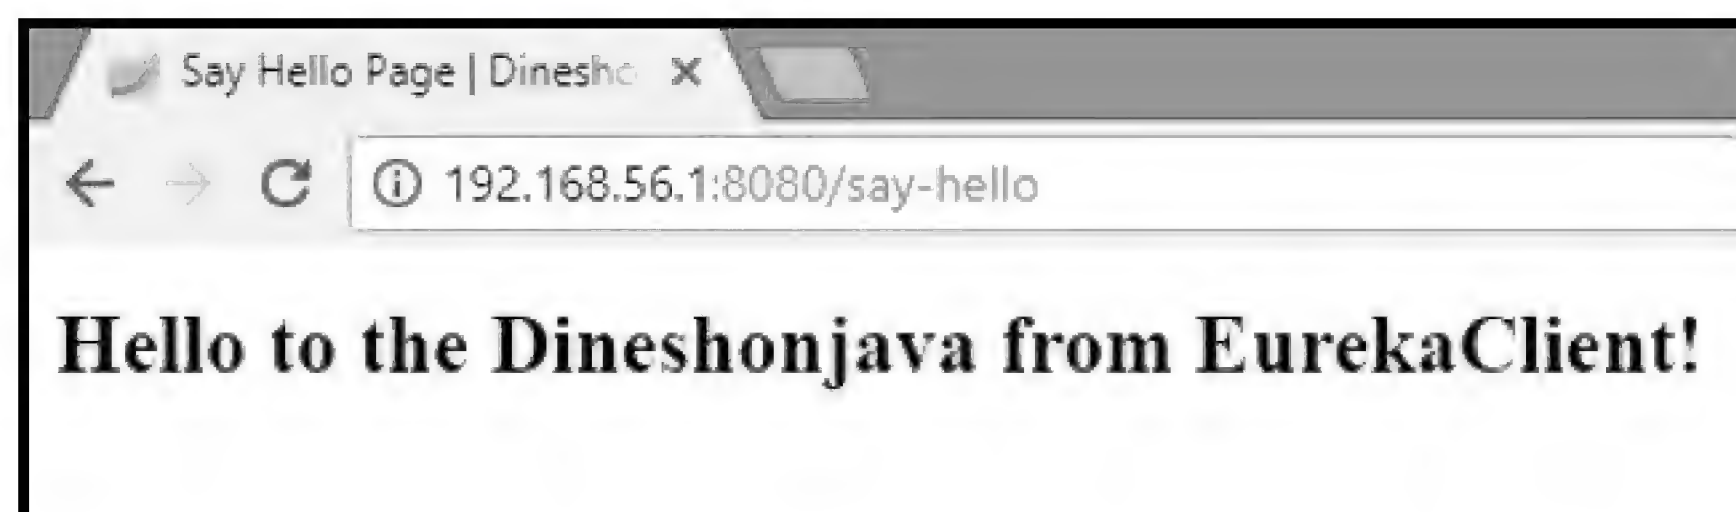 Say Hello Page | Dinesho
192.168.56.1:8080/say-hello
Hello to the Dineshonjava from EurekaClient!